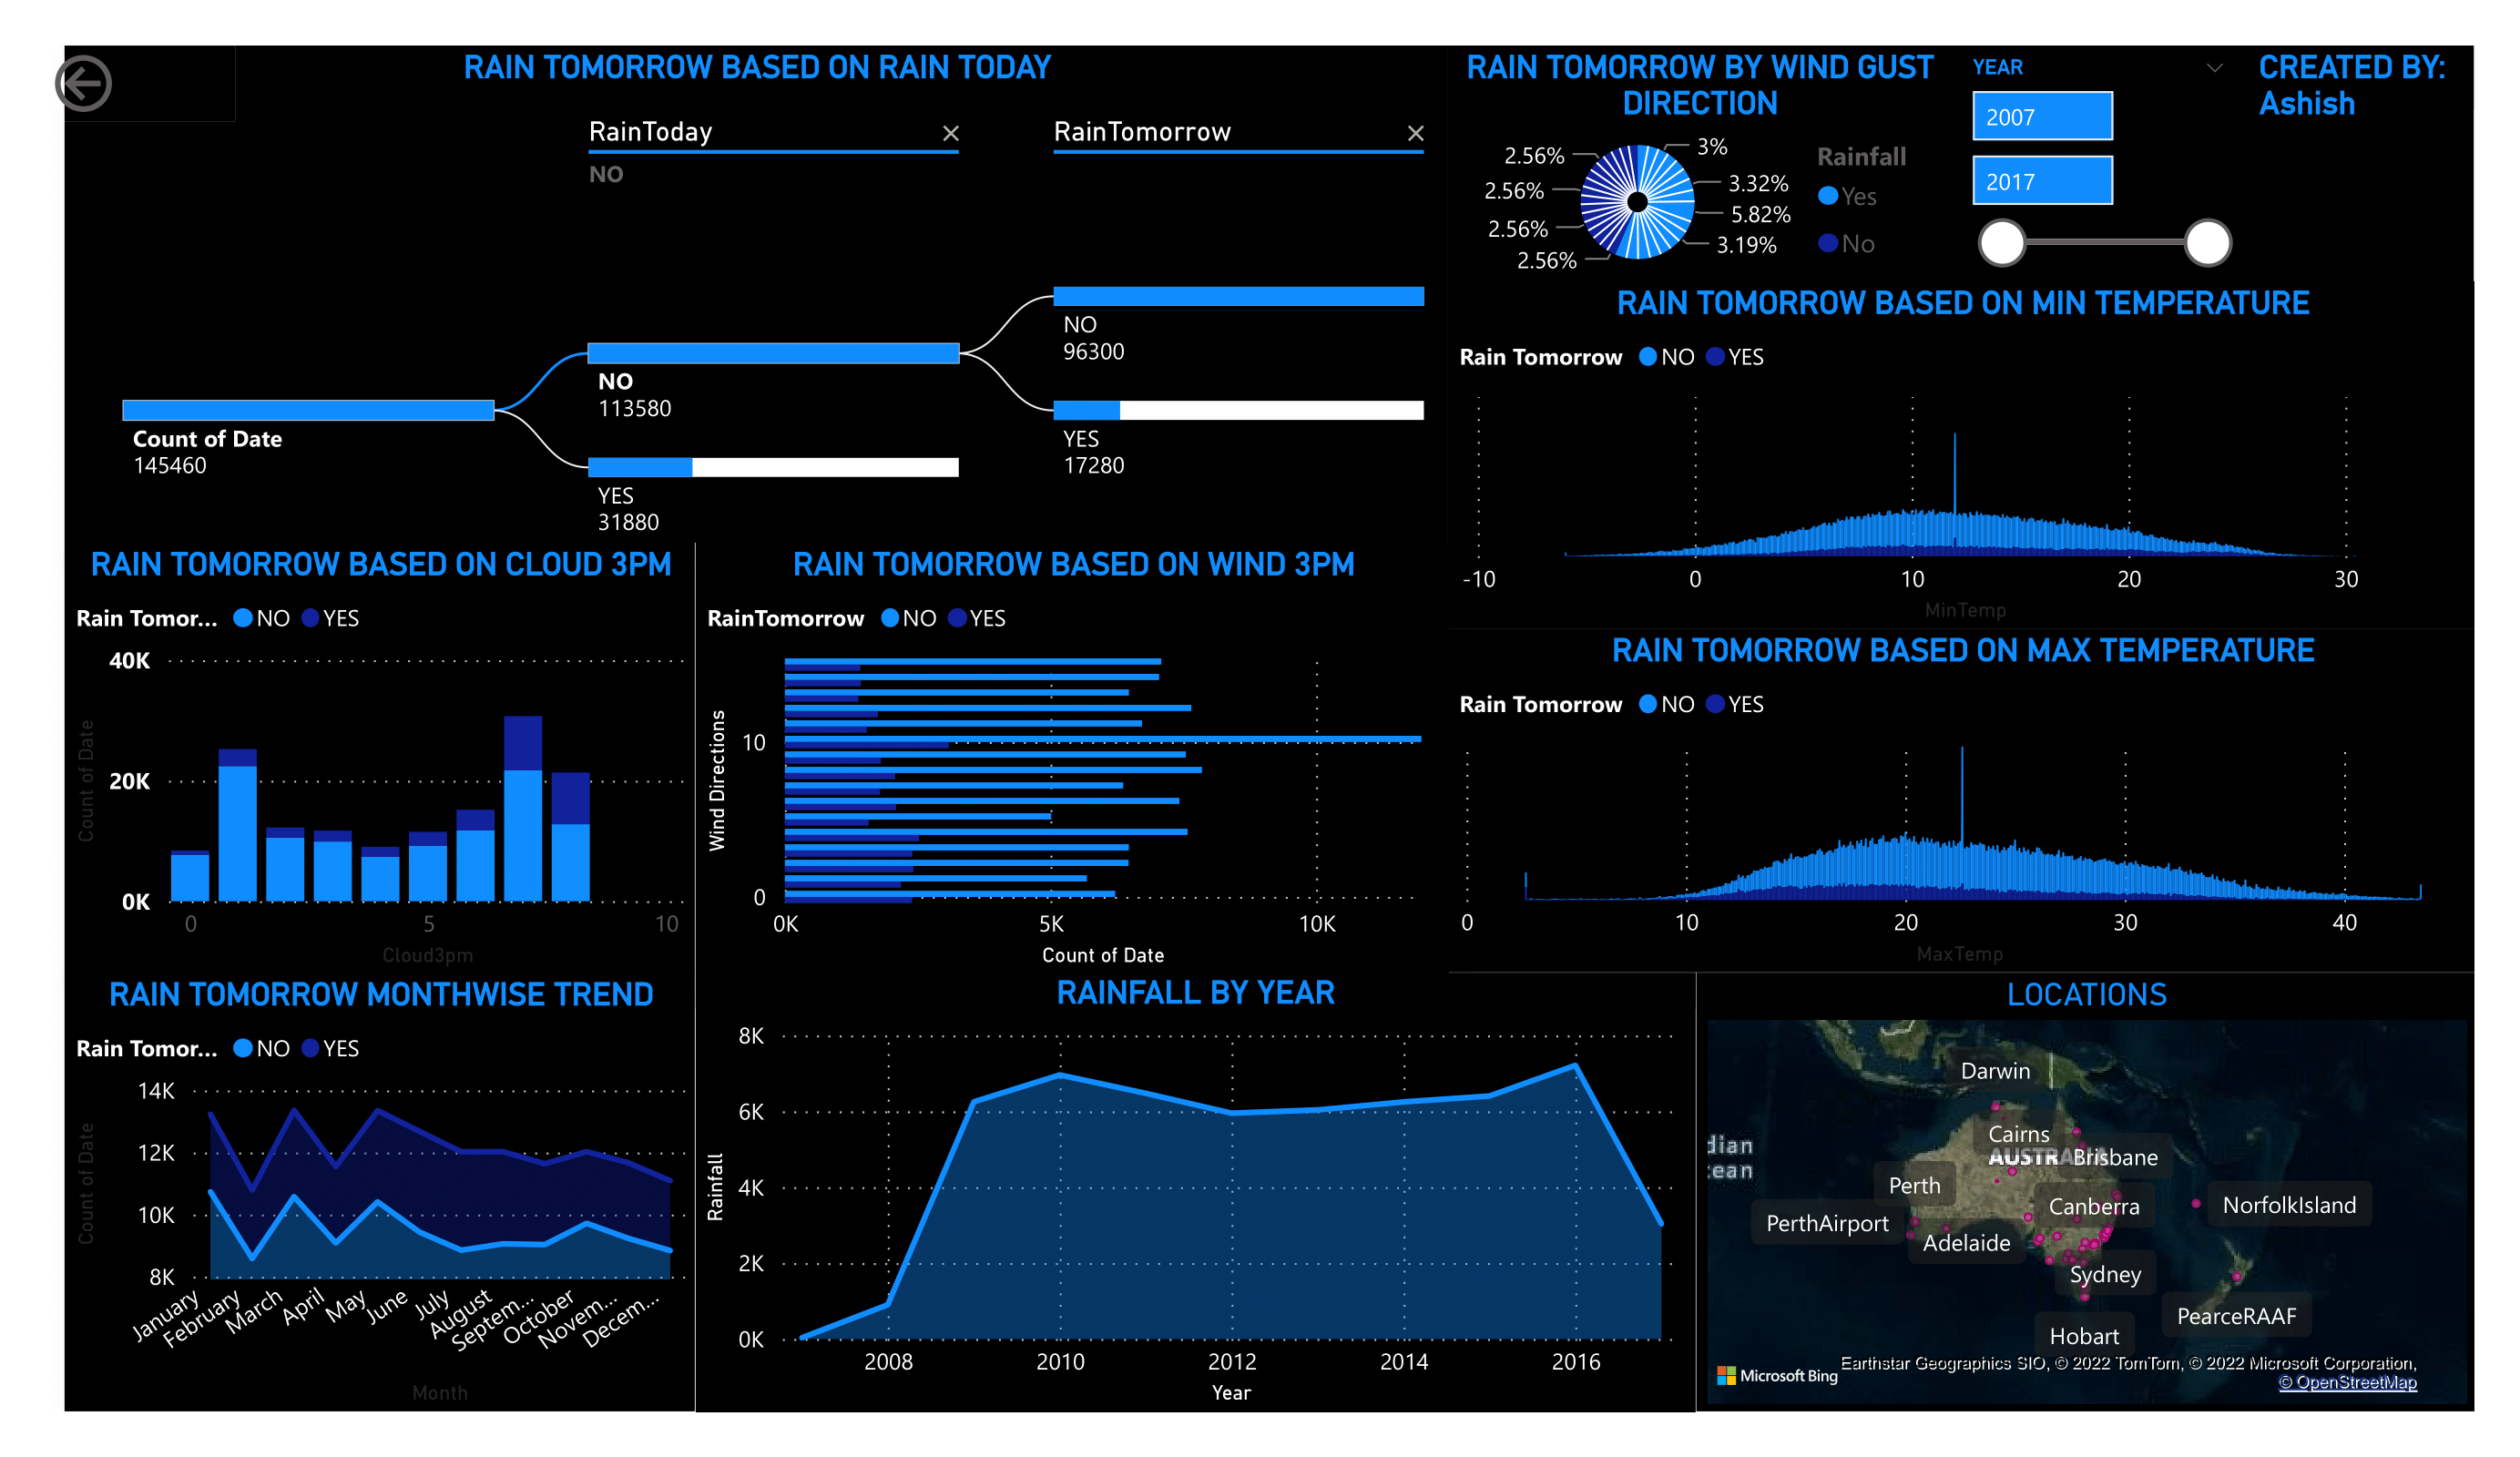 RAIN TOMORROW BASED ON RAIN TODAY
RainToday
NO
RainTomorrow
NO
96300
NO
113580
Count of Date
145460
YES
17280
YES
31880
RAIN TOMORROW BY WIND GUST
DIRECTION
3%
3.32%
5.82%
3.19%
2.56%
2.56%
2.56%
2.56%
Rainfall
Yes
No
YEAR
2007
2017
CREATED BY:
Ashish
RAIN TOMORROW BASED ON MIN TEMPERATURE
Rain Tomorrow NO YES
-10 0 10 20 30
MinTemp
RAIN TOMORROW BASED ON CLOUD 3PM
Rain Tomor... NO YES
Count of Date
40K
20K
0K
0 5 10
Cloud3pm
RAIN TOMORROW BASED ON WIND 3PM
RainTomorrow NO YES
Wind Directions
10
0
0K 5K 10K
Count of Date
RAIN TOMORROW BASED ON MAX TEMPERATURE
Rain Tomorrow NO YES
0 10 20 30 40
MaxTemp
RAIN TOMORROW MONTHWISE TREND
Rain Tomor... NO YES
Count of Date
14K
12K
10K
8K
January
February
March
April
May
June
July
August
Septem...
October
Novem...
Decem...
Month
RAINFALL BY YEAR
Rainfall
8K
6K
4K
2K
0K
2008 2010 2012 2014 2016
Year
LOCATIONS
Darwin
Cairns
Brisbane
Perth
Canberra
NorfolkIsland
PerthAirport
Adelaide
Sydney
PearceRAAF
Hobart
Microsoft Bing
Earthstar Geographics SIO, © 2022 TomTom, © 2022 Microsoft Corporation,
© OpenStreetMap